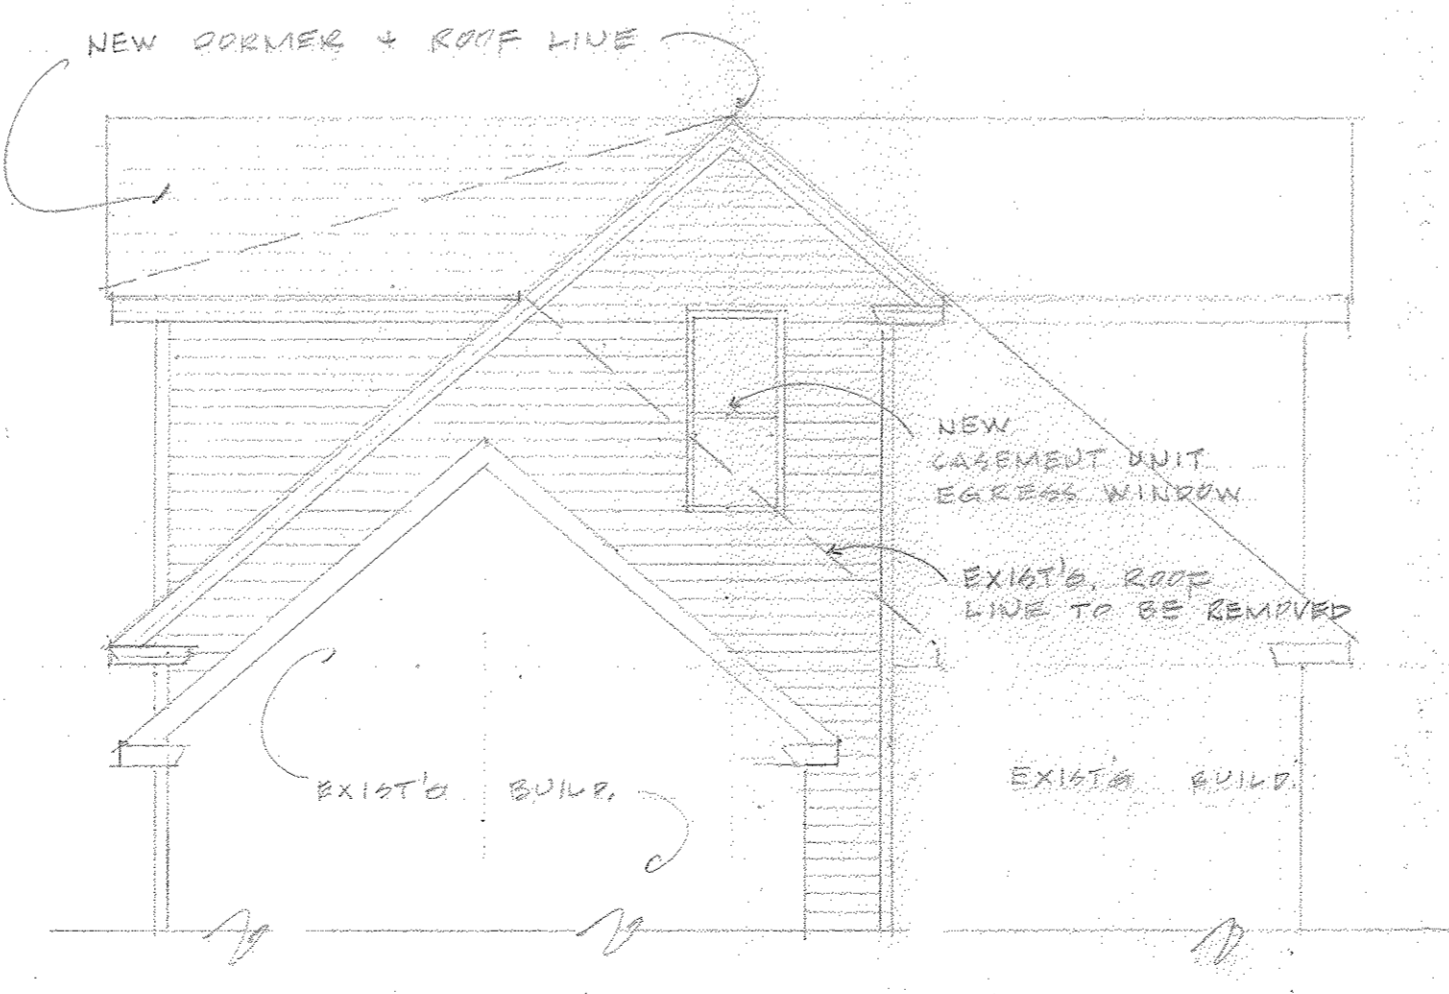 NEW DORMER + ROOF LINE
NEW
CASEMENT UNIT
EGRESS WINDOW
EXIST'G. ROOF
LINE TO BE REMOVED
EXIST'G BUILD.
EXIST'G BUILD.